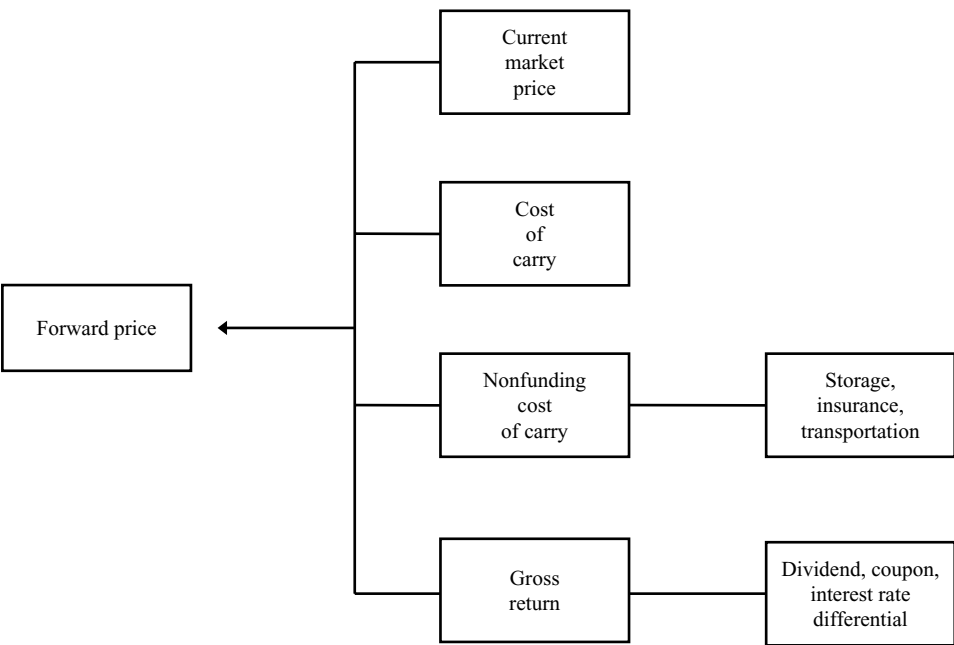 Current
market
price
Cost
of
carry
Forward price
Nonfunding
cost
of carry
Storage,
insurance,
transportation
Gross
return
Dividend, coupon,
interest rate
differential